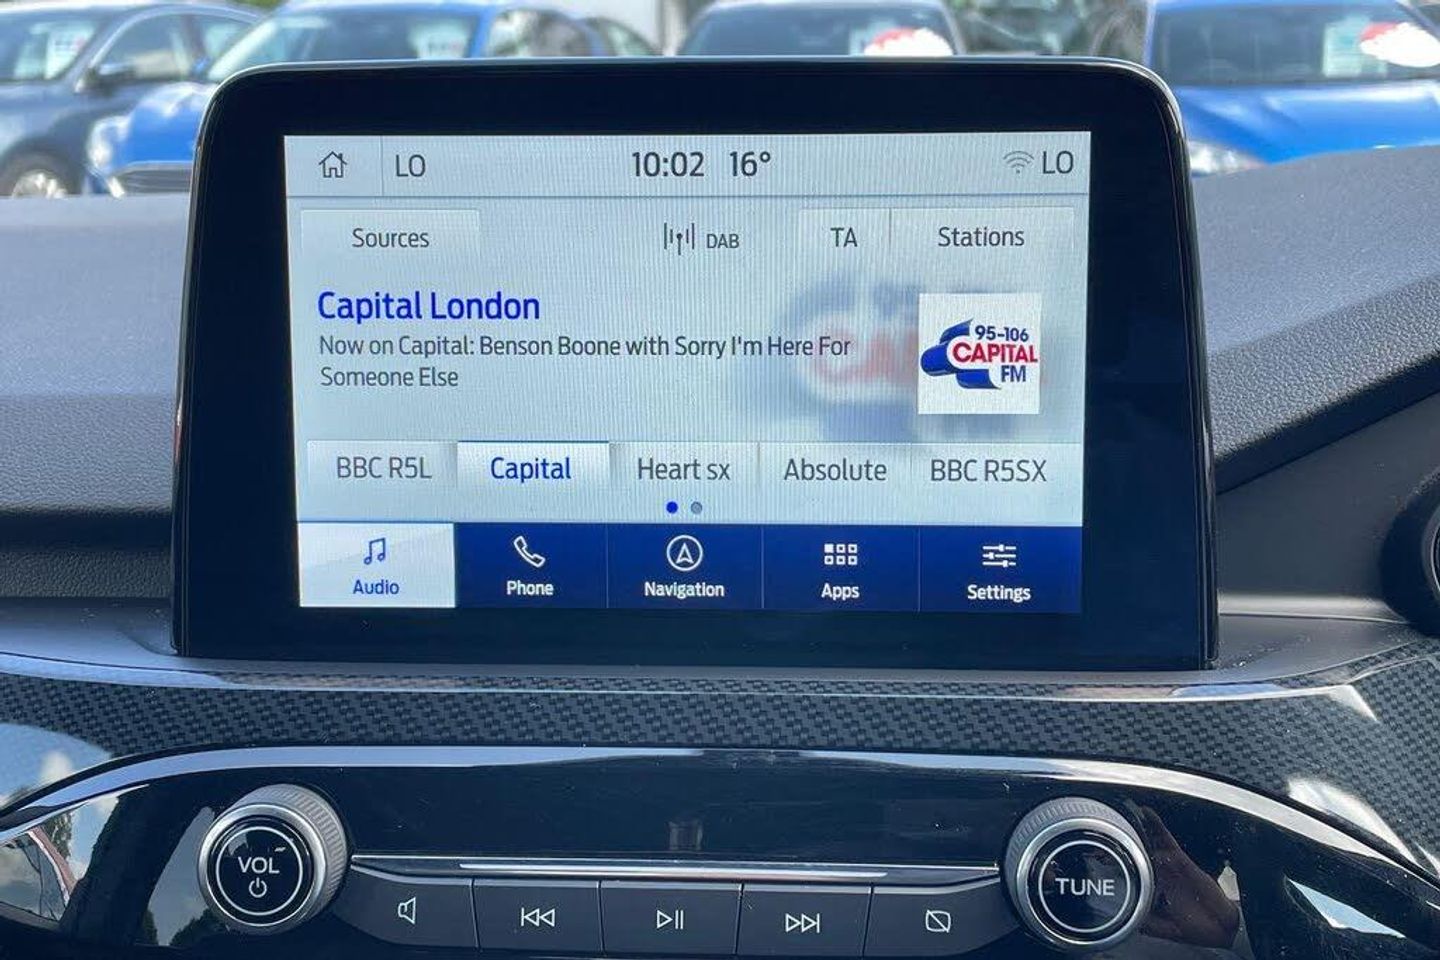 LO 10:02 16° LO
Sources DAB TA Stations
Capital London
Now on Capital: Benson Boone with Sorry I'm Here For
Someone Else
95-106
CAPITAL
FM
BBC R5L Capital Heart sx Absolute BBC R5SX
Audio Phone Navigation Apps Settings
VOL
TUNE